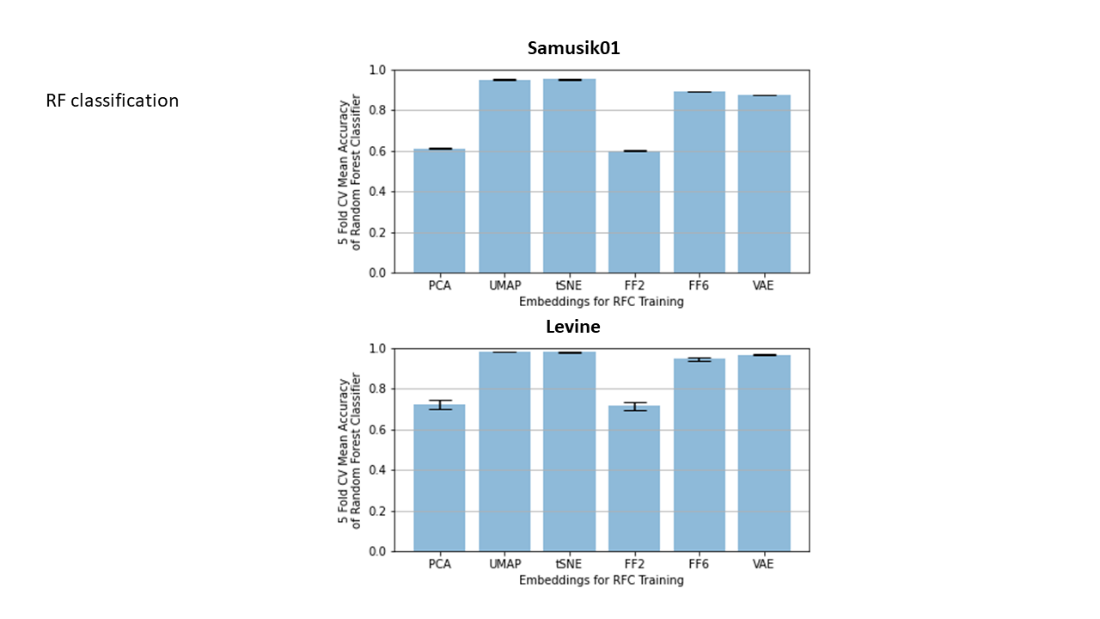 Samusik01
RF classification
5 Fold CV Mean Accuracy
of Random Forest Classifier
1.0
0.8
0.6
0.4
0.2
0.0
PCA UMAP tSNE FF2 FF6 VAE
Embeddings for RFC Training
Levine
5 Fold CV Mean Accuracy
of Random Forest Classifier
1.0
0.8
0.6
0.4
0.2
0.0
PCA UMAP tSNE FF2 FF6 VAE
Embeddings for RFC Training